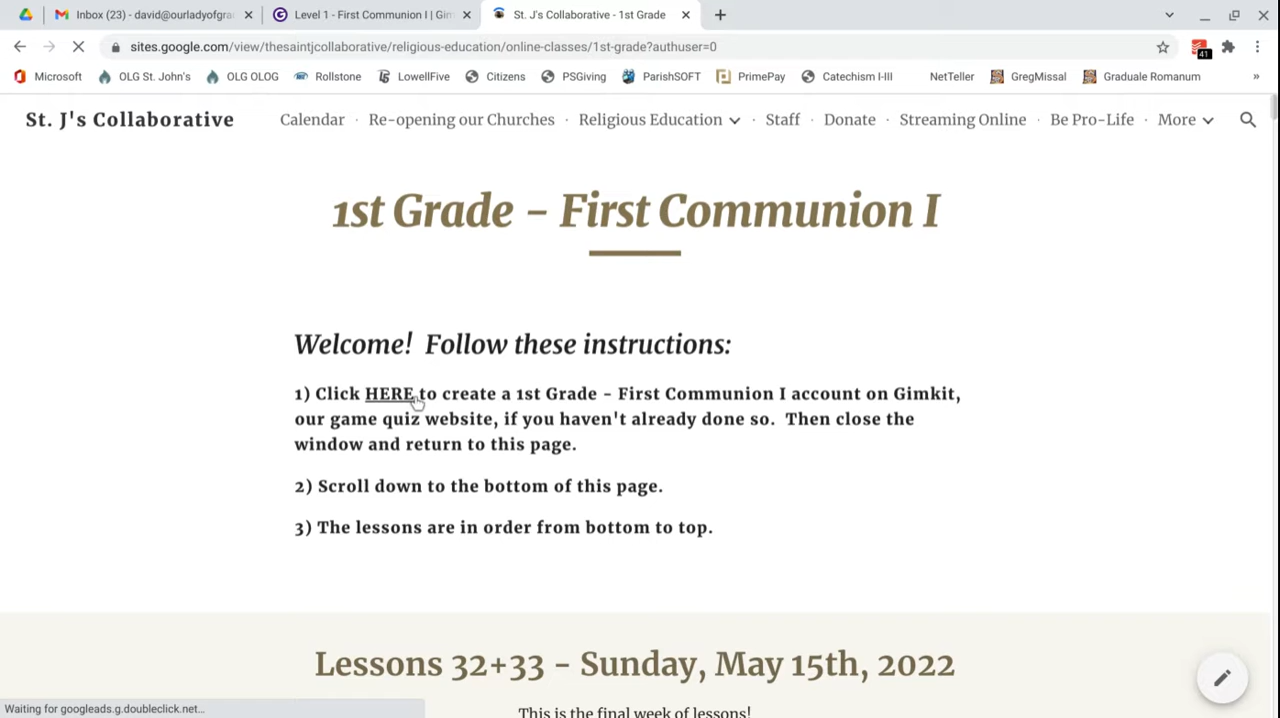 Inbox (23) - david@ourladyofgra
Level 1 - First Communion I | Gim
St. J's Collaborative - 1st Grade
sites.google.com/view/thesaintjcollaborative/religious-education/online-classes/1st-grade?authuser=0
41
Microsoft OLG St. John's OLG OLOG Rollstone LowellFive Citizens PSGiving ParishSOFT PrimePay Catechism I-III NetTeller GregMissal Graduale Romanum »
St. J's Collaborative Calendar · Re-opening our Churches · Religious Education · Staff · Donate · Streaming Online · Be Pro-Life · More
1st Grade - First Communion I
Welcome! Follow these instructions:
1) Click HERE to create a 1st Grade - First Communion I account on Gimkit,
our game quiz website, if you haven't already done so. Then close the
window and return to this page.
2) Scroll down to the bottom of this page.
3) The lessons are in order from bottom to top.
Lessons 32+33 - Sunday, May 15th, 2022
This is the final week of lessons!
Waiting for googleads.g.doubleclick.net...